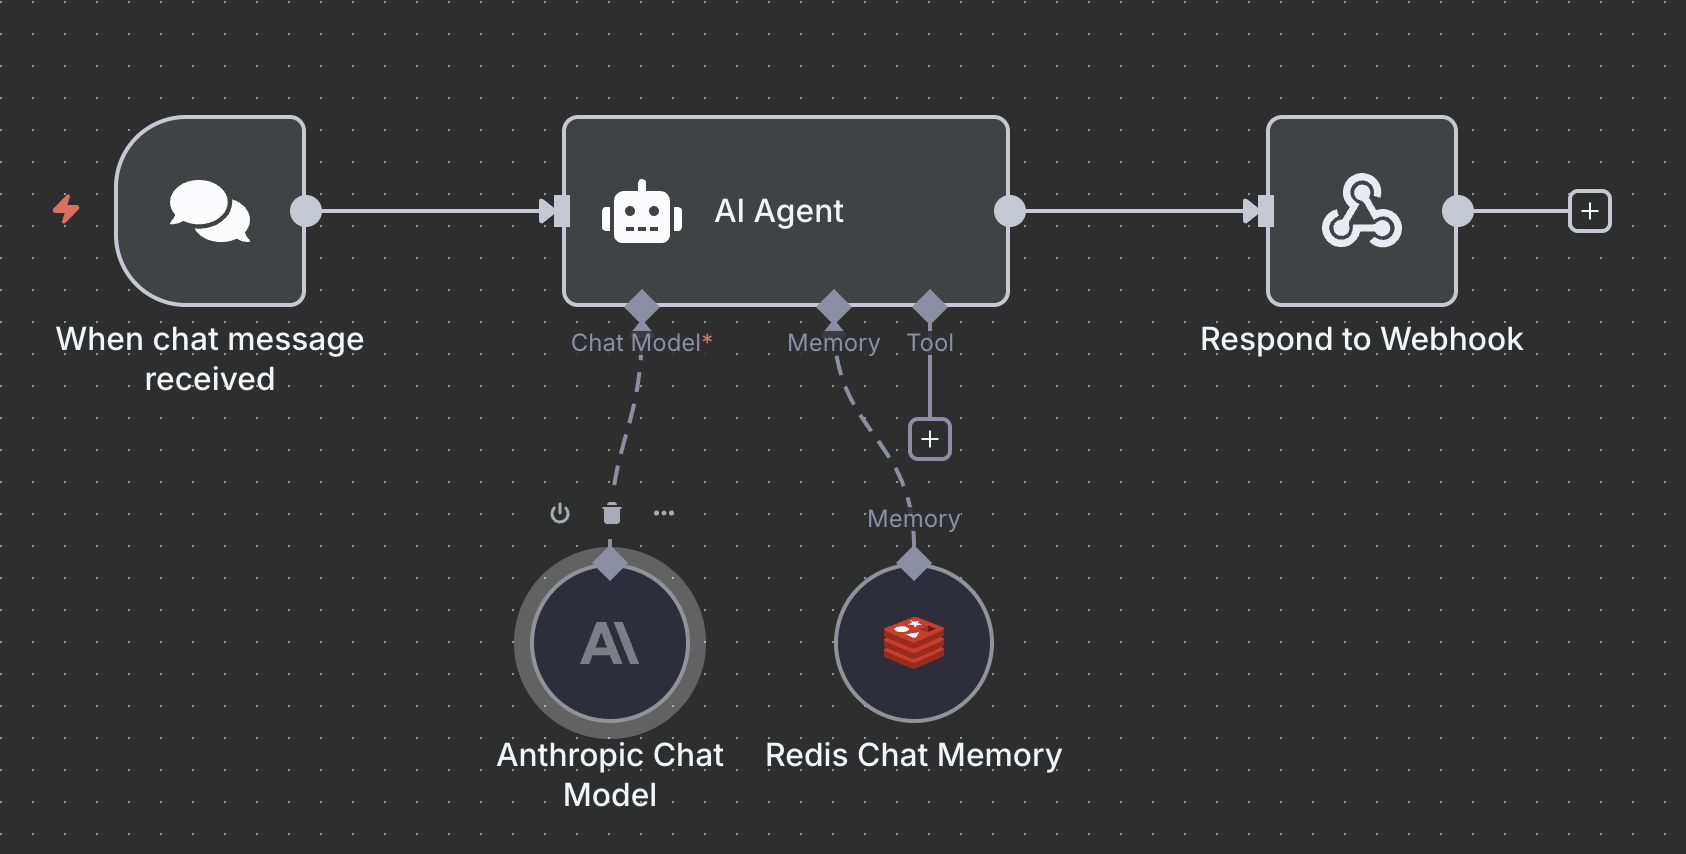 AI Agent
When chat message
received
Chat Model*
Memory
Tool
Respond to Webhook
Memory
Anthropic Chat
Model
Redis Chat Memory